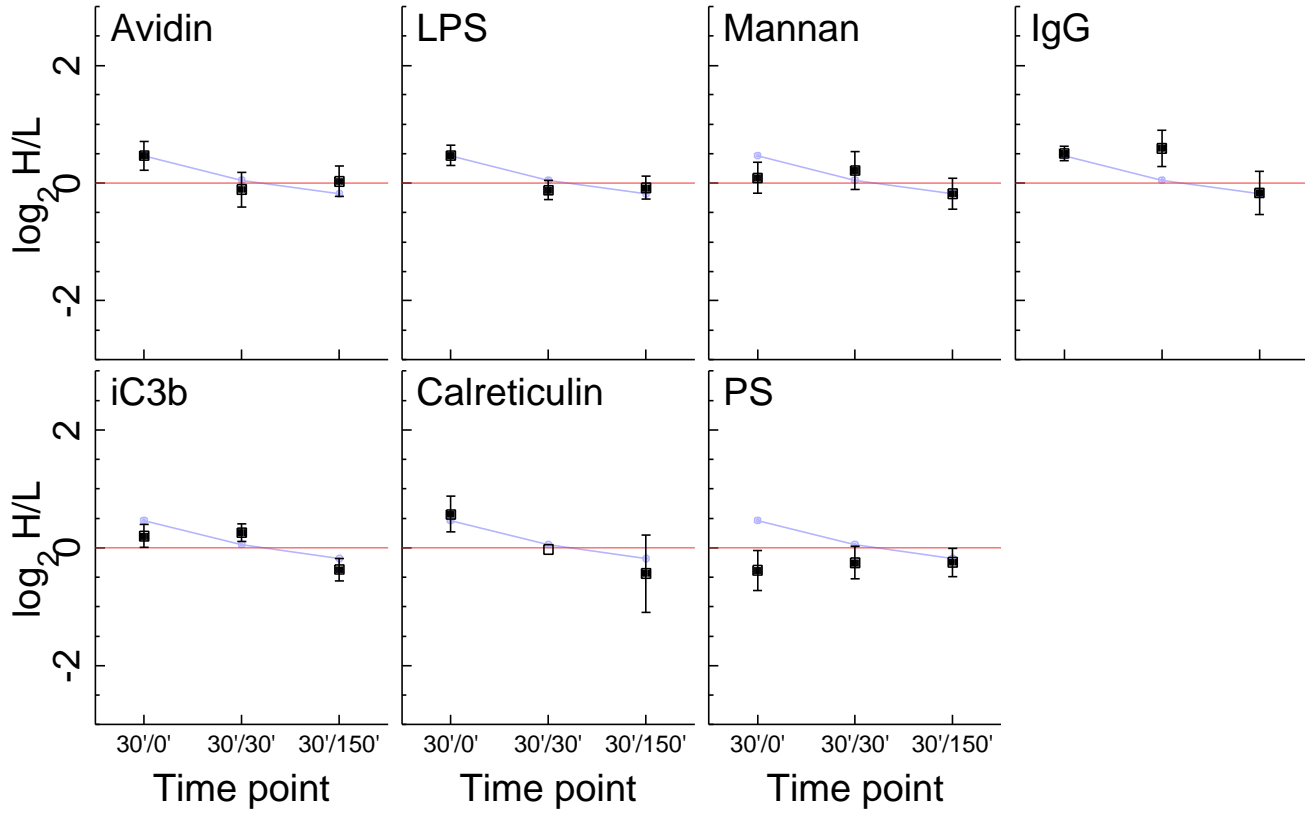 Avidin LPS Mannan IgG
2
0
-2
log2 H/L
iC3b Calreticulin PS
2
0
-2
log2 H/L
30'/0' 30'/30' 30'/150' 30'/0' 30'/30' 30'/150' 30'/0' 30'/30' 30'/150'
Time point Time point Time point